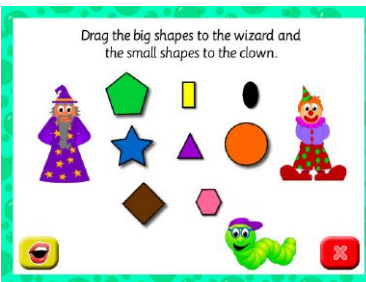 Drag the big shapes to the wizard and
the small shapes to the clown.